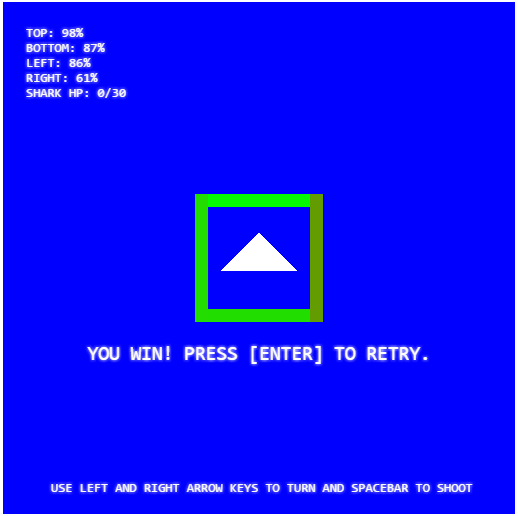 TOP: 98%
BOTTOM: 87%
LEFT: 86%
RIGHT: 61%
SHARK HP: 0/30
YOU WIN! PRESS [ENTER] TO RETRY.
USE LEFT AND RIGHT ARROW KEYS TO TURN AND SPACEBAR TO SHOOT